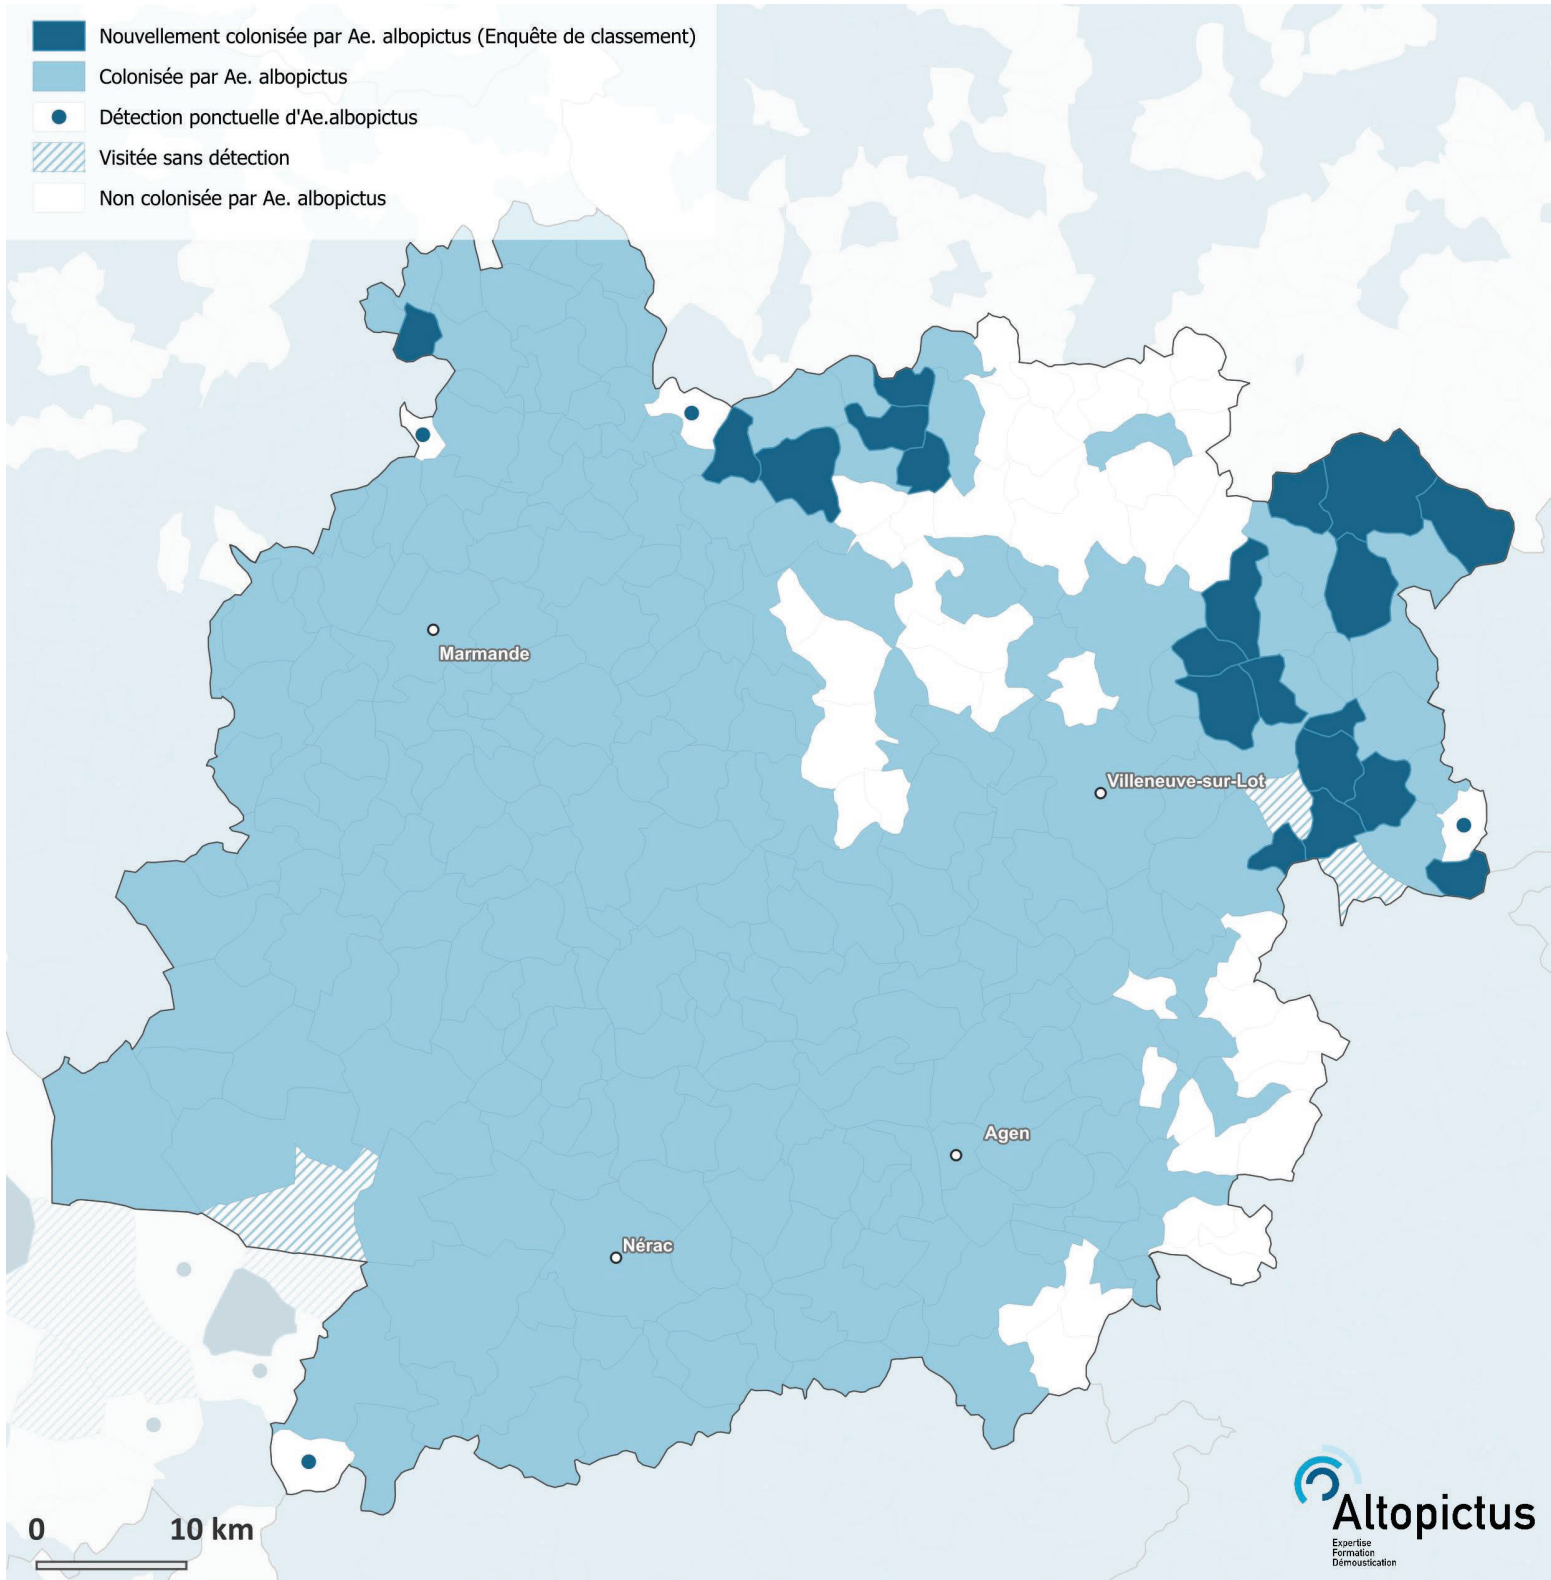 Nouvellement colonisée par Ae. albopictus (Enquête de classement)
Colonisée par Ae. albopictus
Détection ponctuelle d'Ae.albopictus
Visitée sans détection
Non colonisée par Ae. albopictus
Marmande
Villeneuve-sur-Lot
Agen
Nérac
0 10 km
Altopictus
Expertise
Formation
Démoustication